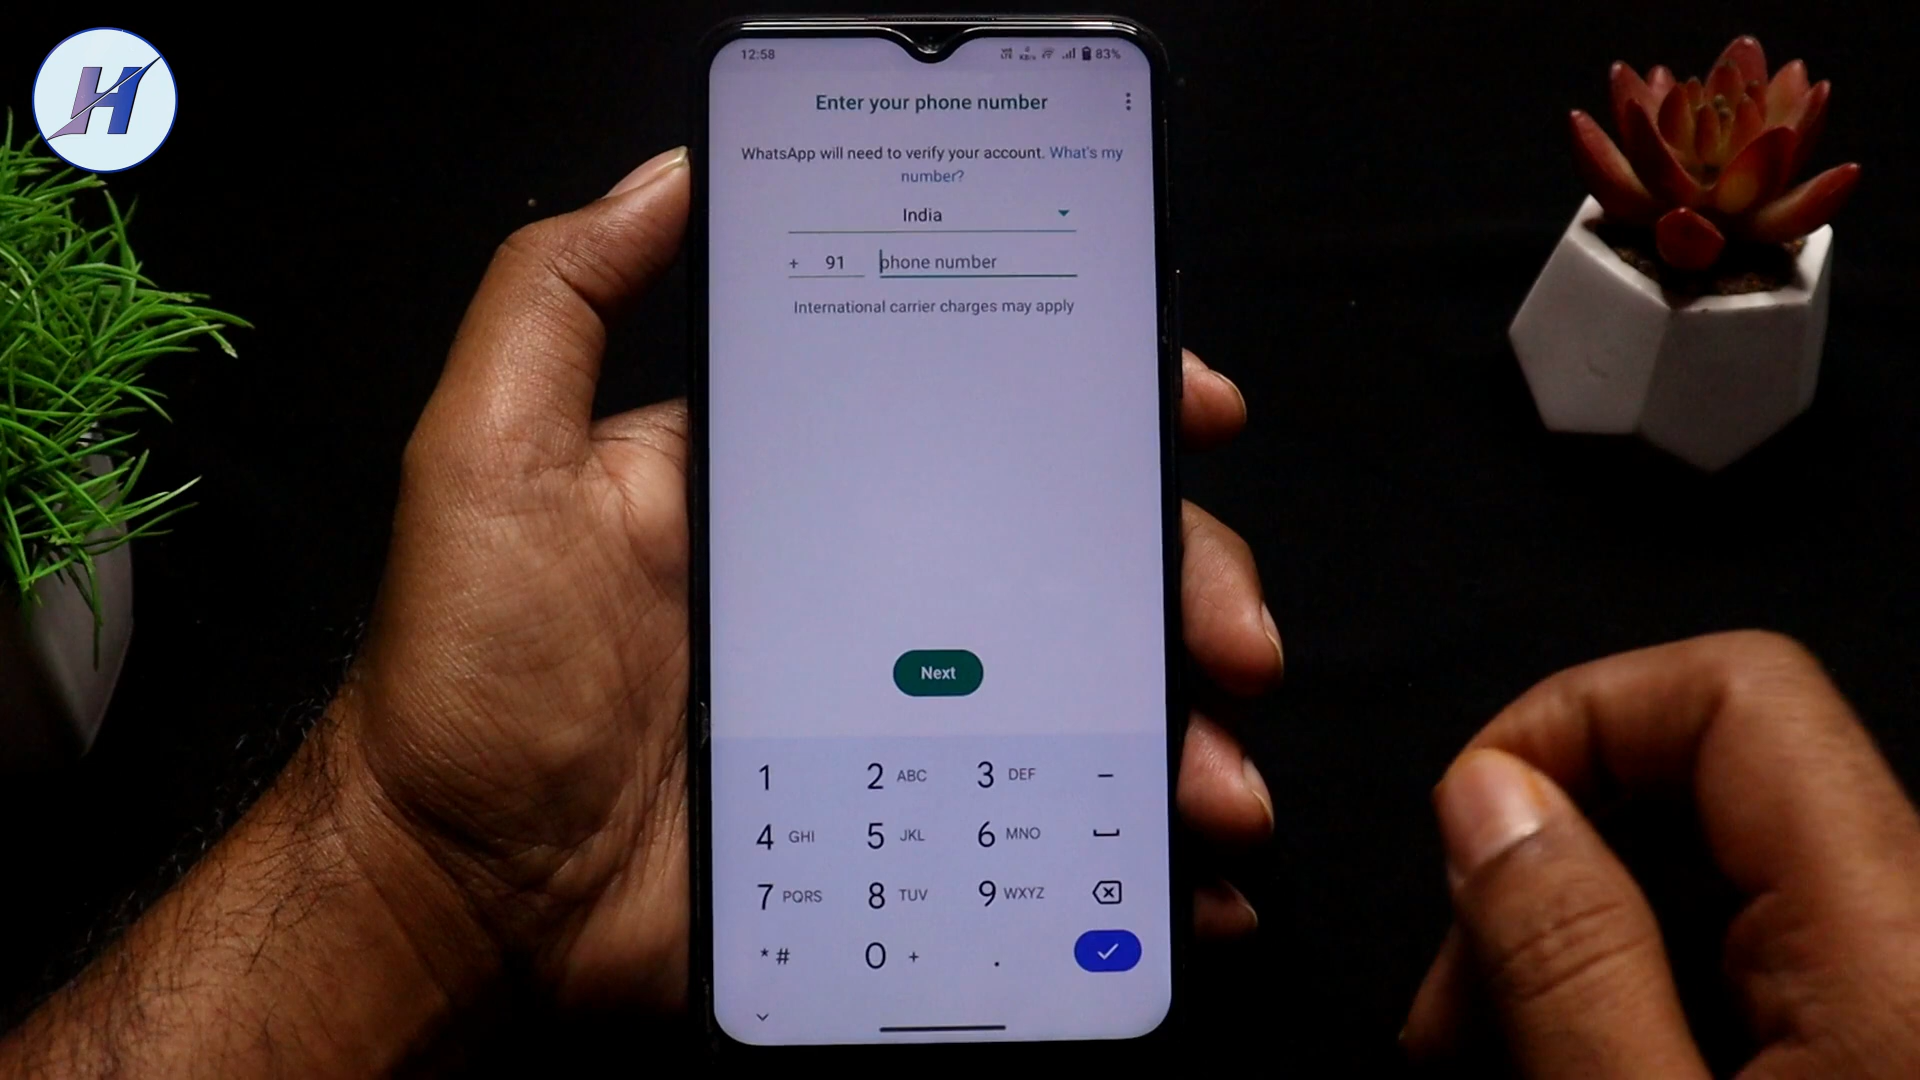 H
12:58
83%
Enter your phone number
WhatsApp will need to verify your account. What's my
number?
India
+ 91 phone number
International carrier charges may apply
Next
1 2 ABC 3 DEF –
4 GHI 5 JKL 6 MNO
7 PQRS 8 TUV 9 WXYZ
* # 0 + .